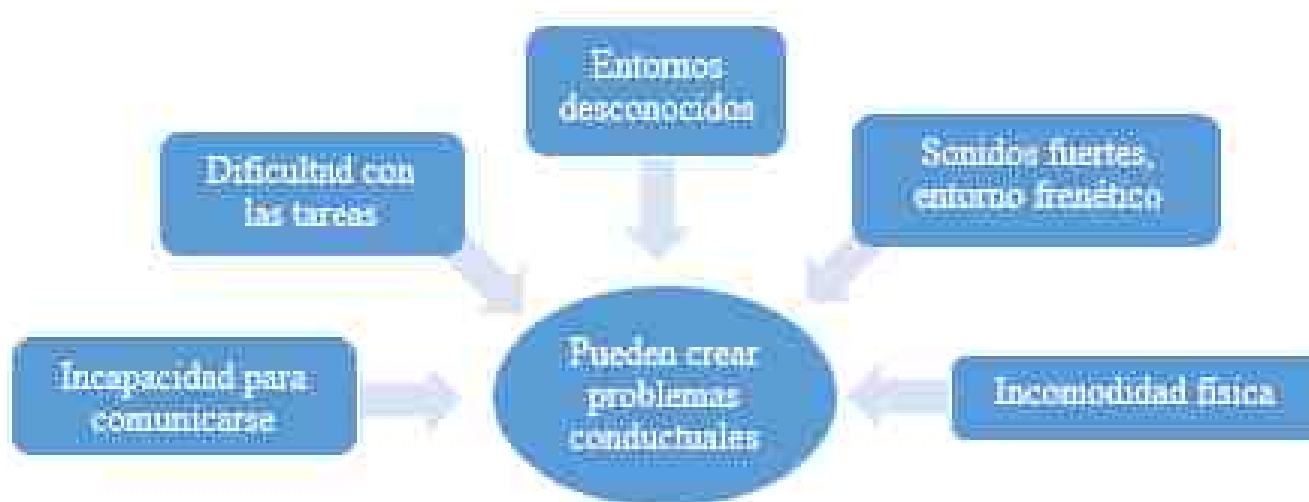 Entornos
desconocidos
Dificultad con
las tareas
Sonidos fuertes,
entorno frenético
Incapacidad para
comunicarse
Pueden crear
problemas
conductuales
Incomodidad física